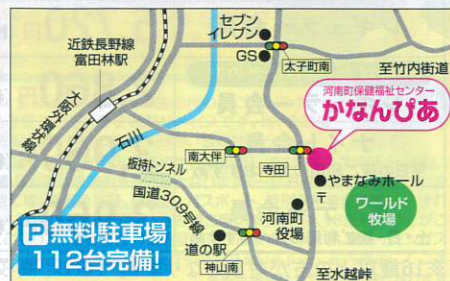 セブン
イレブン
GS
太子町南
近鉄長野線
富田林駅
至竹内街道
河南町保健福祉センター
かなんぴあ
大阪外環状線
石川
南大伴
寺田
板持トンネル
やまなみホール
〒
国道309号線
ワールド
牧場
河南町
役場
P無料駐車場
112台完備!
道の駅
神山南
至水越峠